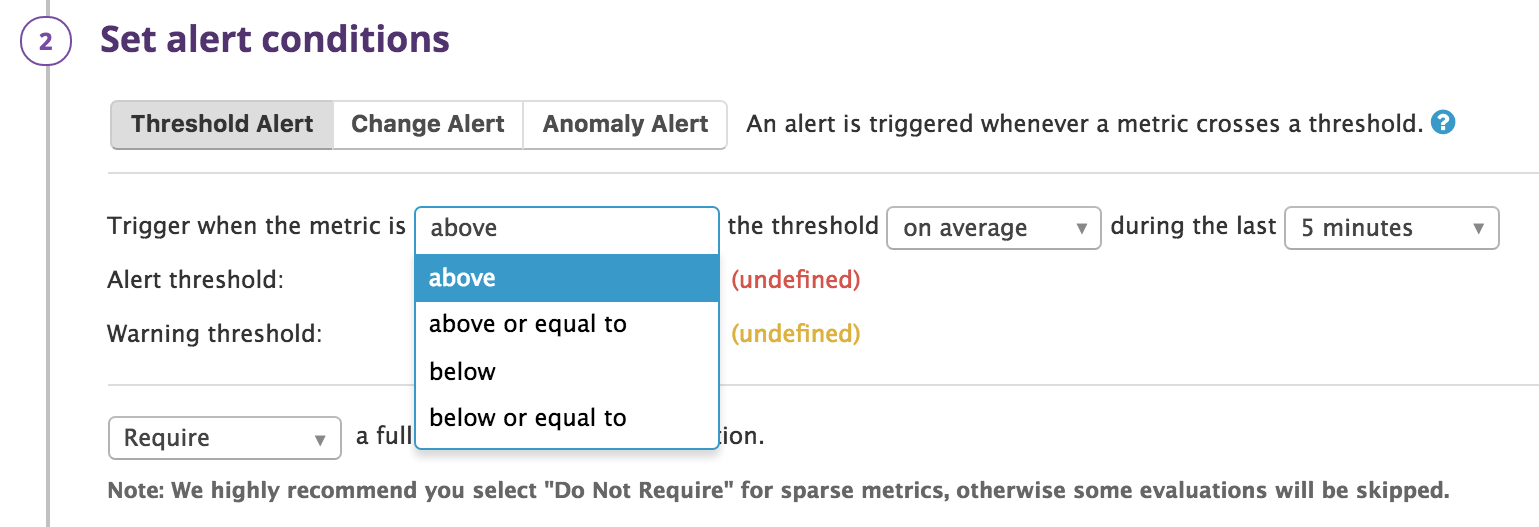 2 Set alert conditions
Threshold Alert Change Alert Anomaly Alert An alert is triggered whenever a metric crosses a threshold. ?
Trigger when the metric is above the threshold on average during the last 5 minutes
above
Alert threshold: (undefined)
above or equal to
Warning threshold: (undefined)
below
below or equal to
Require a full tion.
Note: We highly recommend you select "Do Not Require" for sparse metrics, otherwise some evaluations will be skipped.